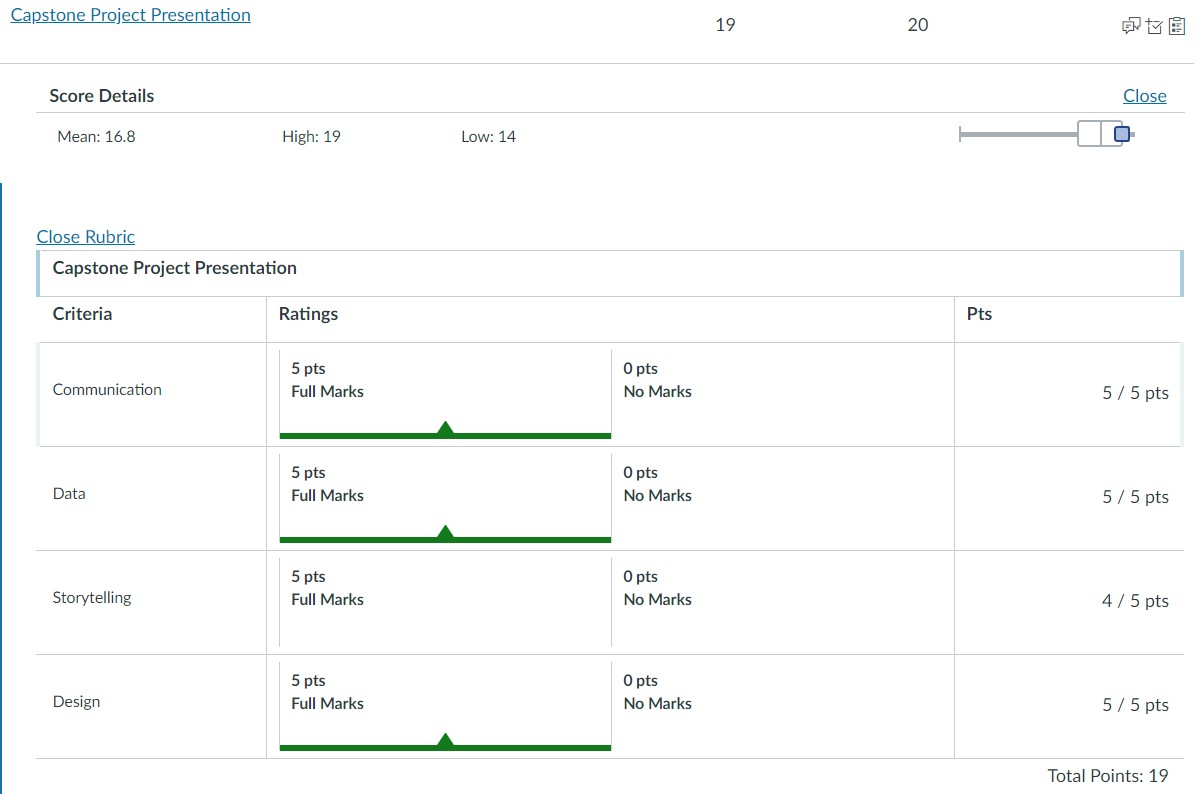 Capstone Project Presentation 19 20
Score Details Close
Mean: 16.8 High: 19 Low: 14
Close Rubric
Capstone Project Presentation
Criteria Ratings Pts
5 pts 0 pts
Communication Full Marks No Marks 5 / 5 pts
5 pts 0 pts
Data Full Marks No Marks 5 / 5 pts
5 pts 0 pts
Storytelling Full Marks No Marks 4 / 5 pts
5 pts 0 pts
Design Full Marks No Marks 5 / 5 pts
Total Points: 19